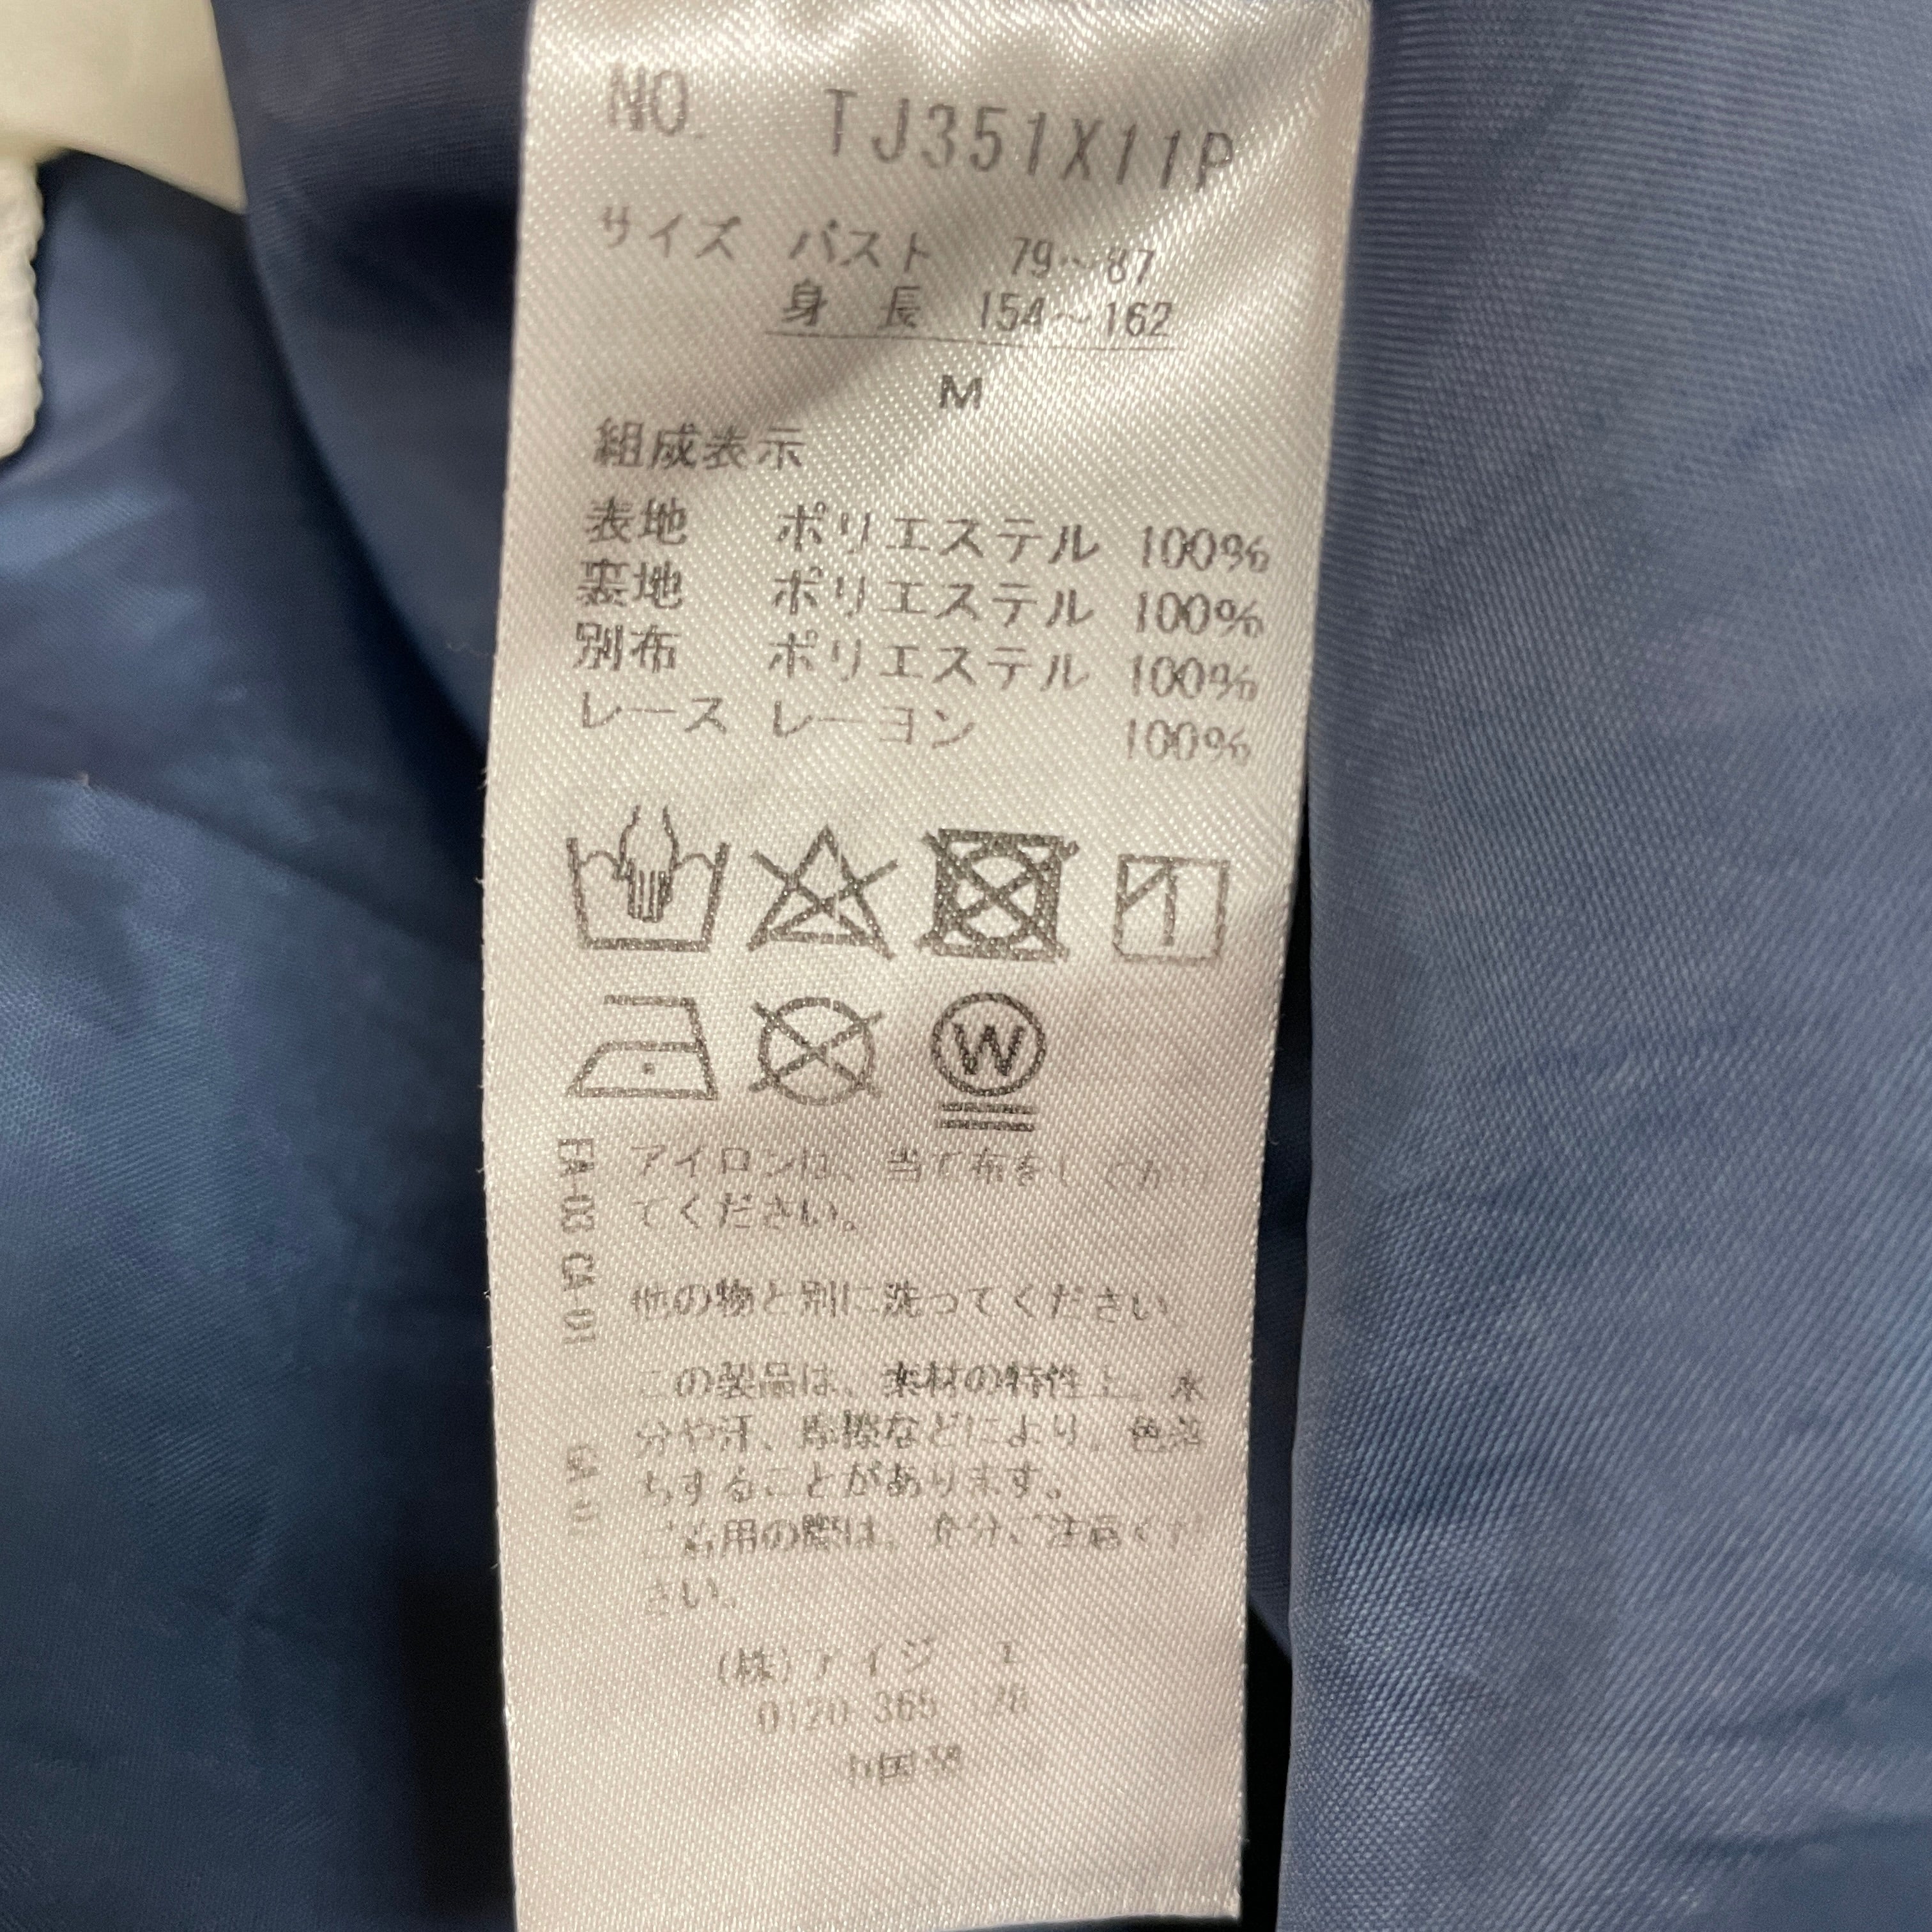 NO. TJ351X11P
サイズ バスト 79~87
身長 154~162
M
組成表示
表地 ポリエステル 100%
裏地 ポリエステル 100%
別布 ポリエステル 100%
レース レーヨン 100%
W
アイロンは、当て布をして
てください。
他の物と別に洗ってください
この製品は、素材の特性上、水
分や汗、摩擦などにより、色落
ちすることがあります。
ご着用の際は、充分ご注意くだ
さい。
(株)アイジー
0120 365
中国製
EA-03 CA-01